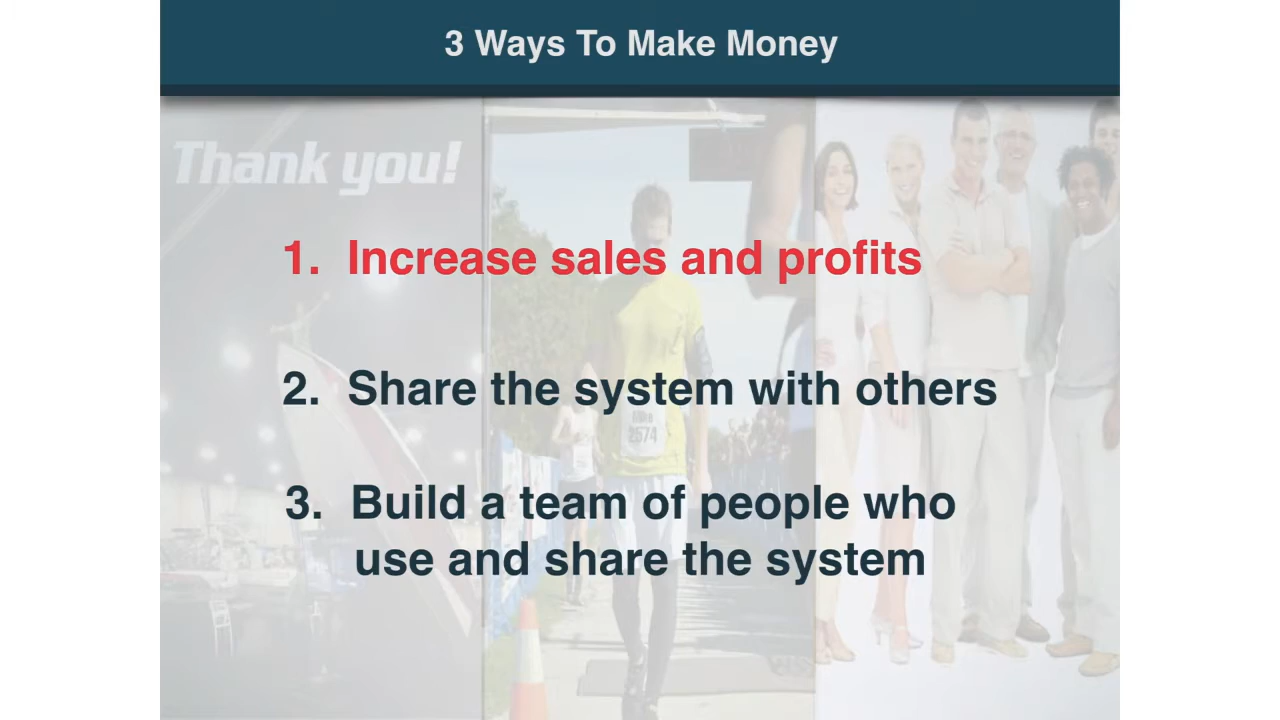 3 Ways To Make Money
Thank you!
1. Increase sales and profits
2. Share the system with others
2574
3. Build a team of people who
use and share the system